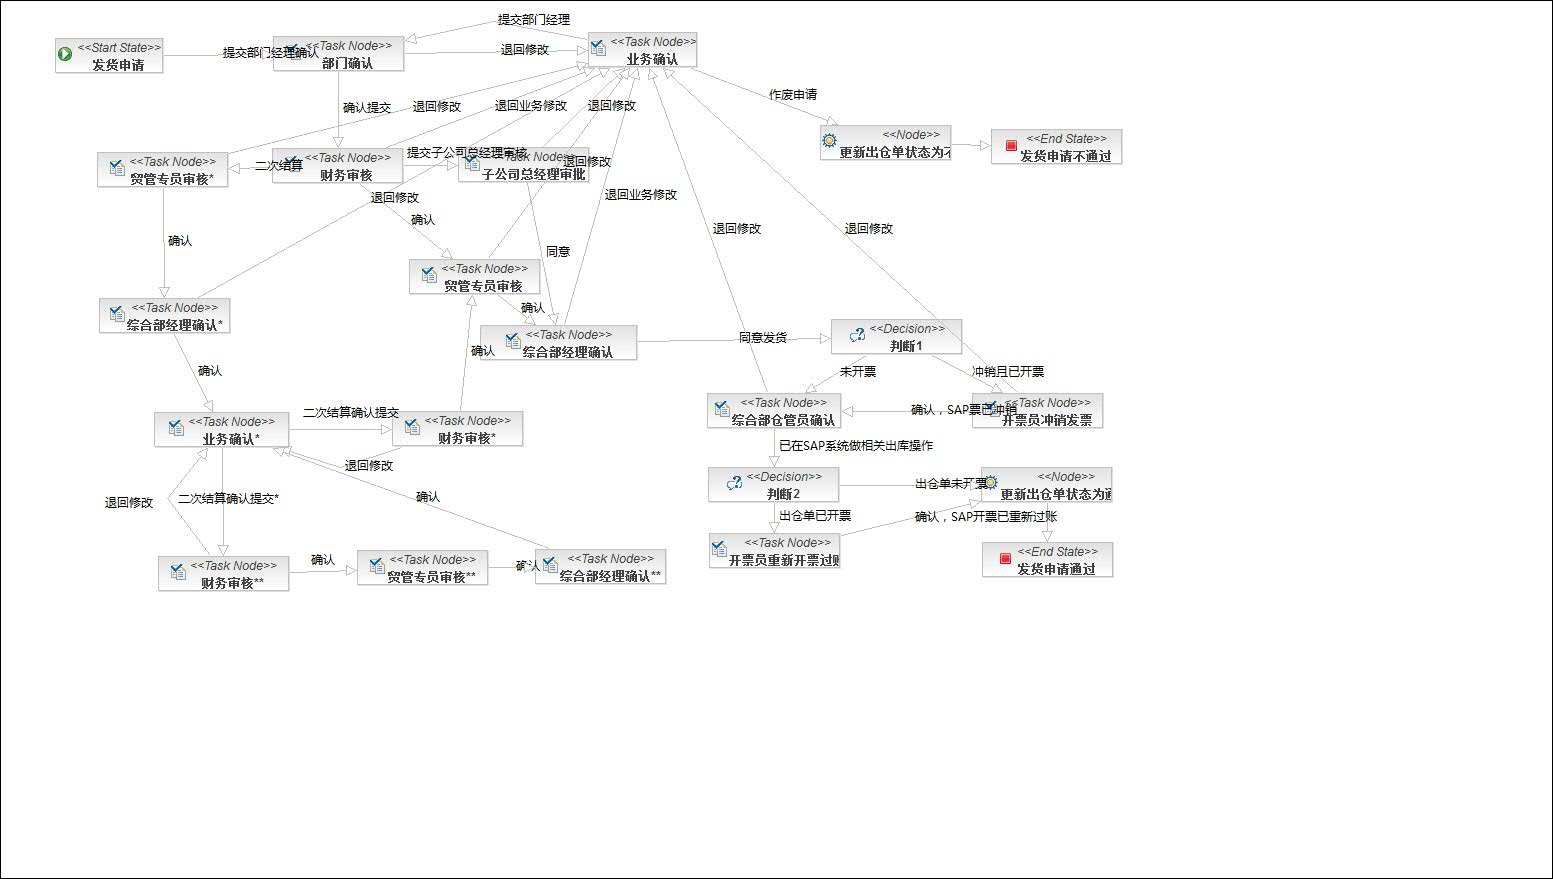 提交部门经理
<<Start State>>
发货申请
提交部门经理确认
<<Task Node>>
部门确认
退回修改
<<Task Node>>
业务确认
作废申请
确认提交
退回修改
退回业务修改
退回修改
<<Node>>
更新出仓单状态为不
<<End State>>
发货申请不通过
<<Task Node>>
贸管专员审核*
二次结算
<<Task Node>>
财务审核
提交子公司总经理审核
<<Task Node>>
子公司总经理审批
退回修改
退回修改
退回业务修改
确认
确认
同意
退回修改
退回修改
<<Task Node>>
贸管专员审核
<<Task Node>>
综合部经理确认*
确认
<<Task Node>>
综合部经理确认
同意发货
<<Decision>>
判断1
确认
确认
未开票
冲销且已开票
<<Task Node>>
业务确认*
二次结算确认提交
<<Task Node>>
财务审核*
<<Task Node>>
综合部仓管员确认
确认，SAP票已冲销
<<Task Node>>
开票员冲销发票
已在SAP系统做相关出库操作
退回修改
退回修改
二次结算确认提交*
确认
<<Decision>>
判断2
出仓单未开票
<<Node>>
更新出仓单状态为通
出仓单已开票
确认，SAP开票已重新过账
<<Task Node>>
开票员重新开票过账
<<End State>>
发货申请通过
<<Task Node>>
财务审核**
确认
<<Task Node>>
贸管专员审核**
确认
<<Task Node>>
综合部经理确认**